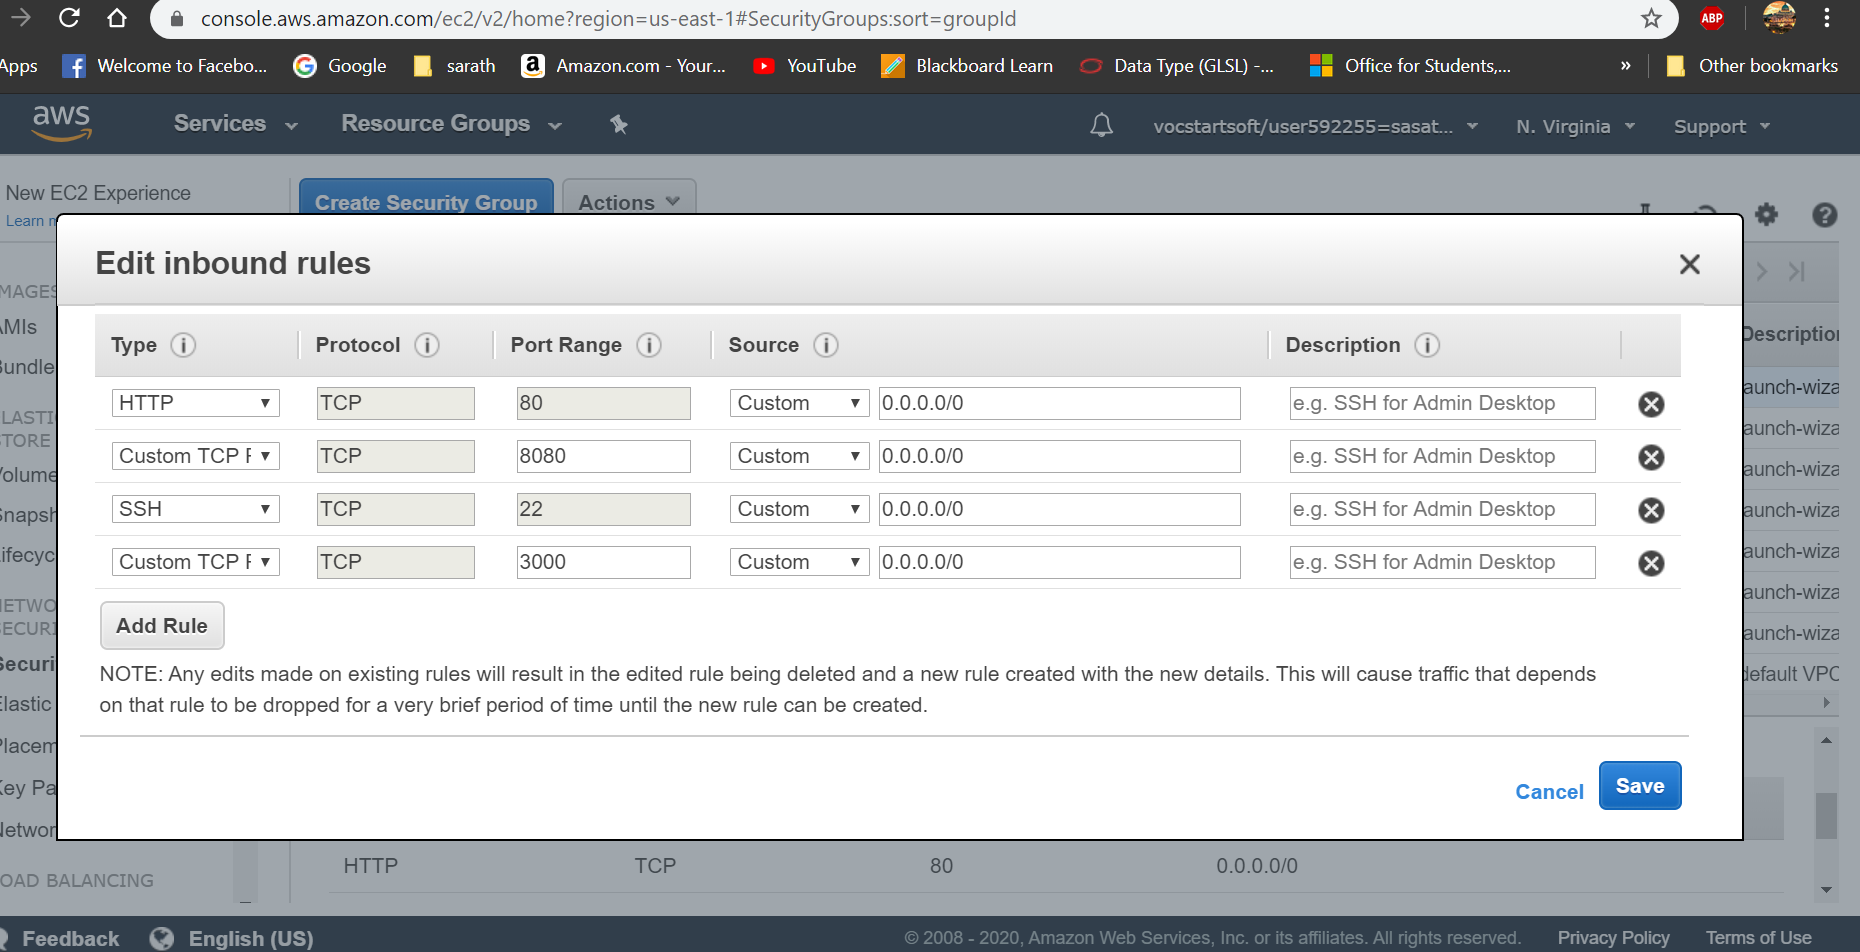 console.aws.amazon.com/ec2/v2/home?region=us-east-1#SecurityGroups:sort=groupId
ABP
Apps
Welcome to Facebo...
Google
sarath
Amazon.com - Your...
YouTube
Blackboard Learn
Data Type (GLSL) -...
Office for Students,...
»
Other bookmarks
aws
Services
Resource Groups
vocstartsoft/user592255=sasat...
N. Virginia
Support
New EC2 Experience
Learn m
Create Security Group
Actions
Edit inbound rules
Type
Protocol
Port Range
Source
Description
HTTP TCP 80 Custom 0.0.0.0/0 e.g. SSH for Admin Desktop
Custom TCP F TCP 8080 Custom 0.0.0.0/0 e.g. SSH for Admin Desktop
SSH TCP 22 Custom 0.0.0.0/0 e.g. SSH for Admin Desktop
Custom TCP F TCP 3000 Custom 0.0.0.0/0 e.g. SSH for Admin Desktop
Add Rule
NOTE: Any edits made on existing rules will result in the edited rule being deleted and a new rule created with the new details. This will cause traffic that depends
on that rule to be dropped for a very brief period of time until the new rule can be created.
Cancel
Save
MAGES
AMIs
Bundle
LASTIC
STORE
Volume
Snapsh
ifecyc
NETWO
SECURI
Securi
Elastic
Placem
Key Pa
Networ
OAD BALANCING
Description
aunch-wiza
aunch-wiza
aunch-wiza
aunch-wiza
aunch-wiza
aunch-wiza
aunch-wiza
default VPC
HTTP TCP 80 0.0.0.0/0
Feedback
English (US)
© 2008 - 2020, Amazon Web Services, Inc. or its affiliates. All rights reserved.
Privacy Policy
Terms of Use